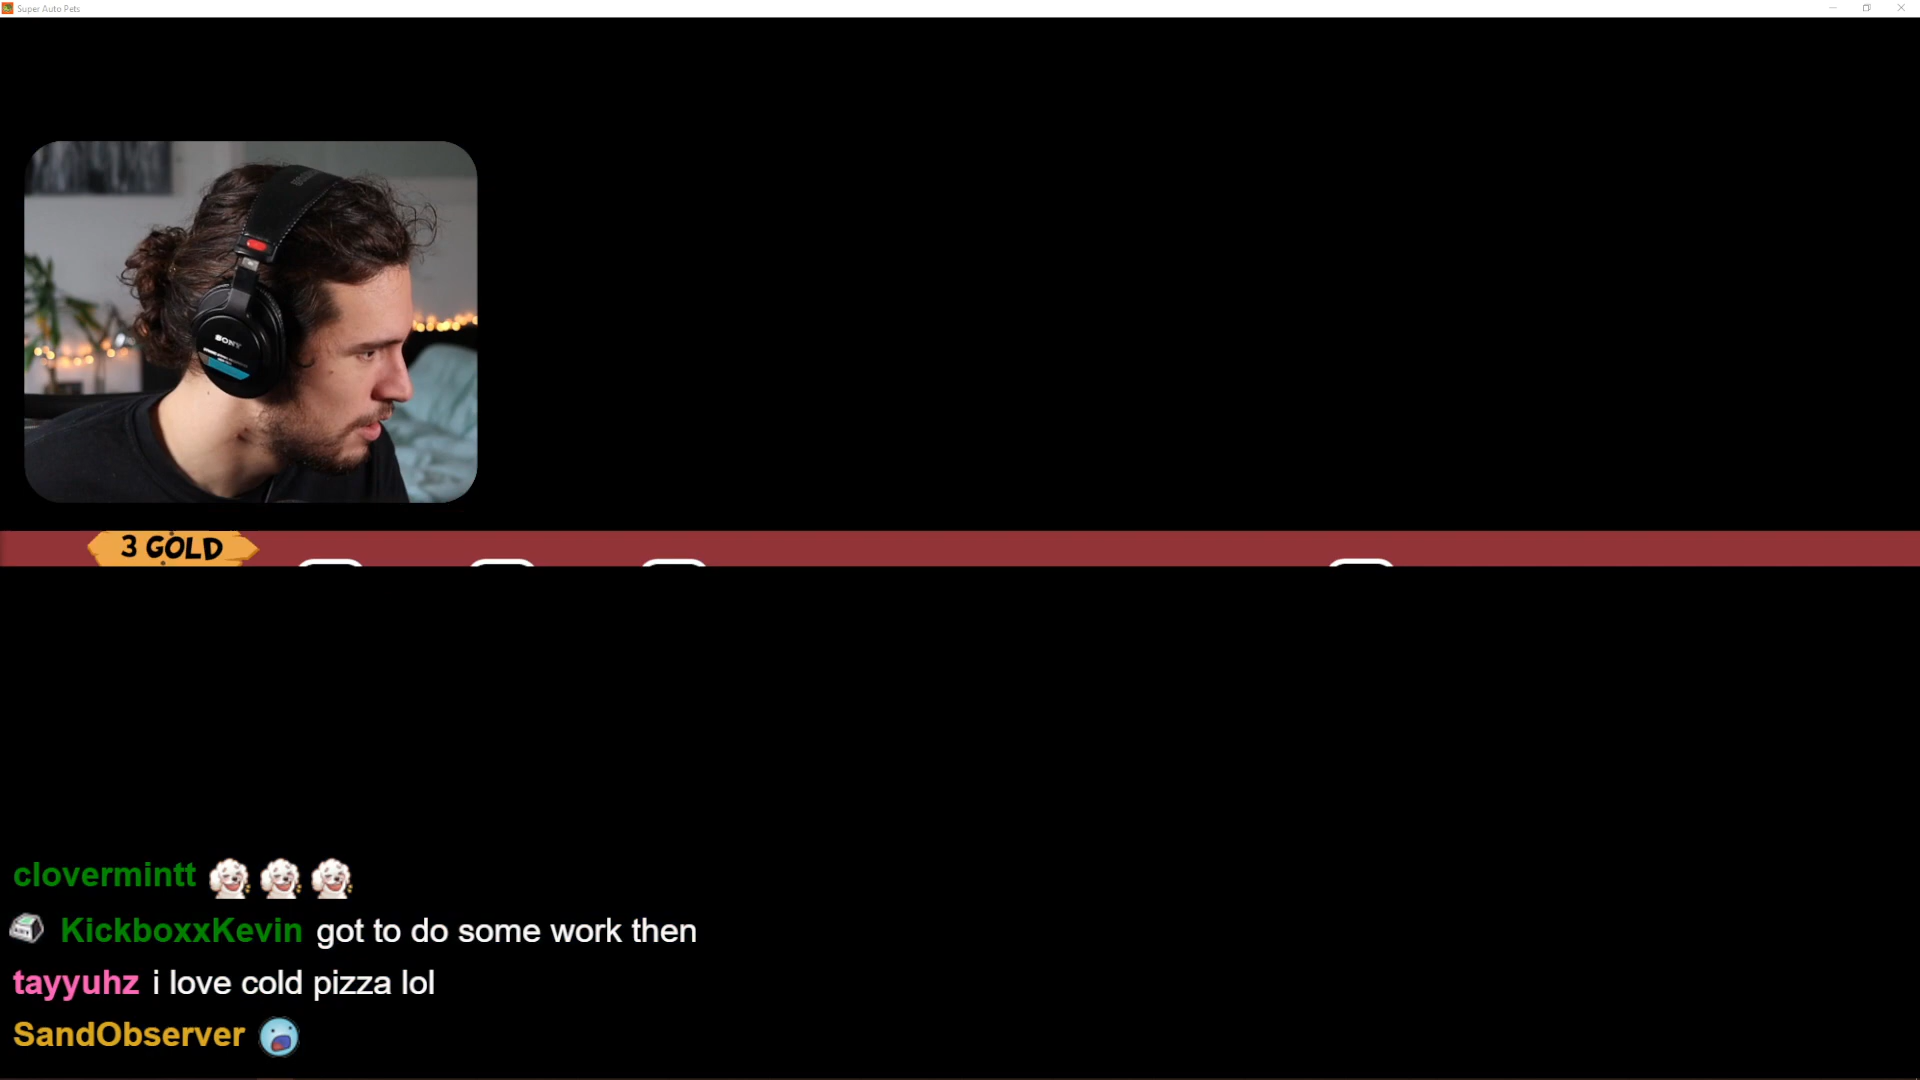 Super Auto Pets
SONY
3 GOLD
clovermintt
KickboxxKevin got to do some work then
tayyuhz i love cold pizza lol
SandObserver